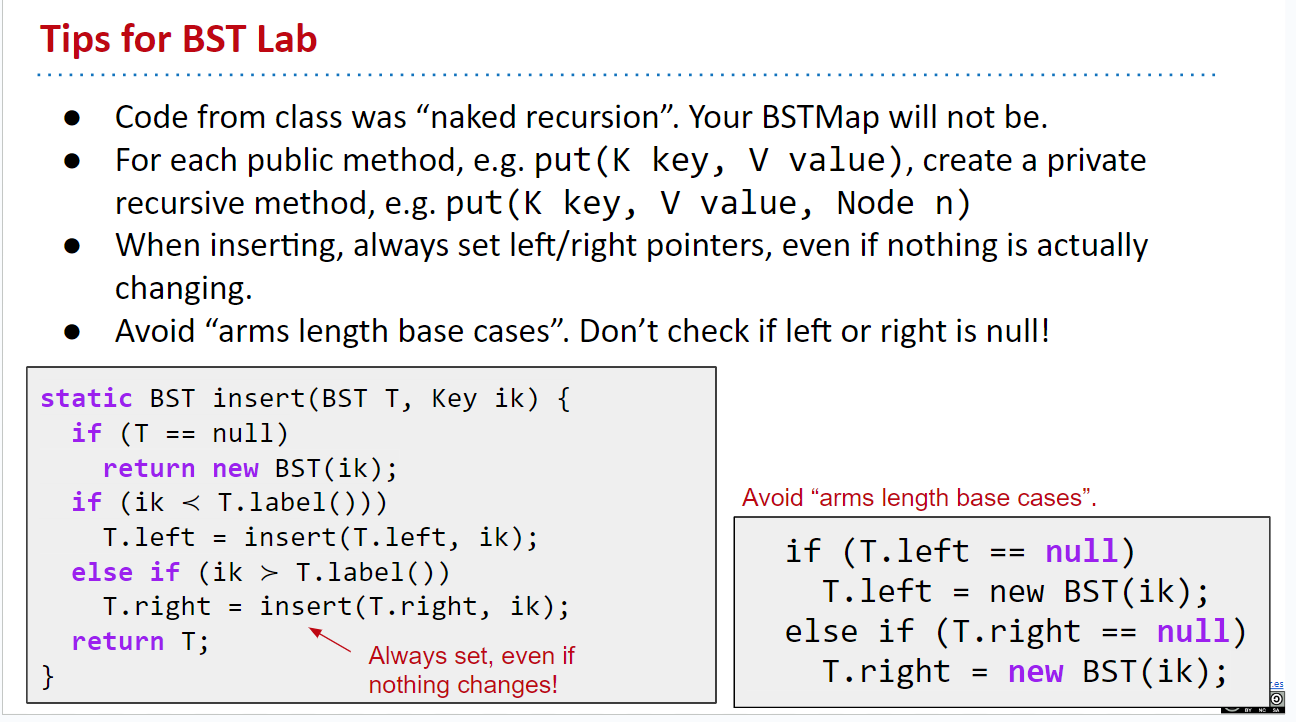 Tips for BST Lab
● Code from class was “naked recursion”. Your BSTMap will not be.
● For each public method, e.g. put(K key, V value), create a private
recursive method, e.g. put(K key, V value, Node n)
● When inserting, always set left/right pointers, even if nothing is actually
changing.
● Avoid “arms length base cases”. Don’t check if left or right is null!
static BST insert(BST T, Key ik) {
  if (T == null)
    return new BST(ik);
  if (ik ≺ T.label()))
    T.left = insert(T.left, ik);
  else if (ik ≻ T.label())
    T.right = insert(T.right, ik);
  return T;
}
Always set, even if
nothing changes!
Avoid “arms length base cases”.
if (T.left == null)
  T.left = new BST(ik);
else if (T.right == null)
  T.right = new BST(ik);
r.es
BY NC SA